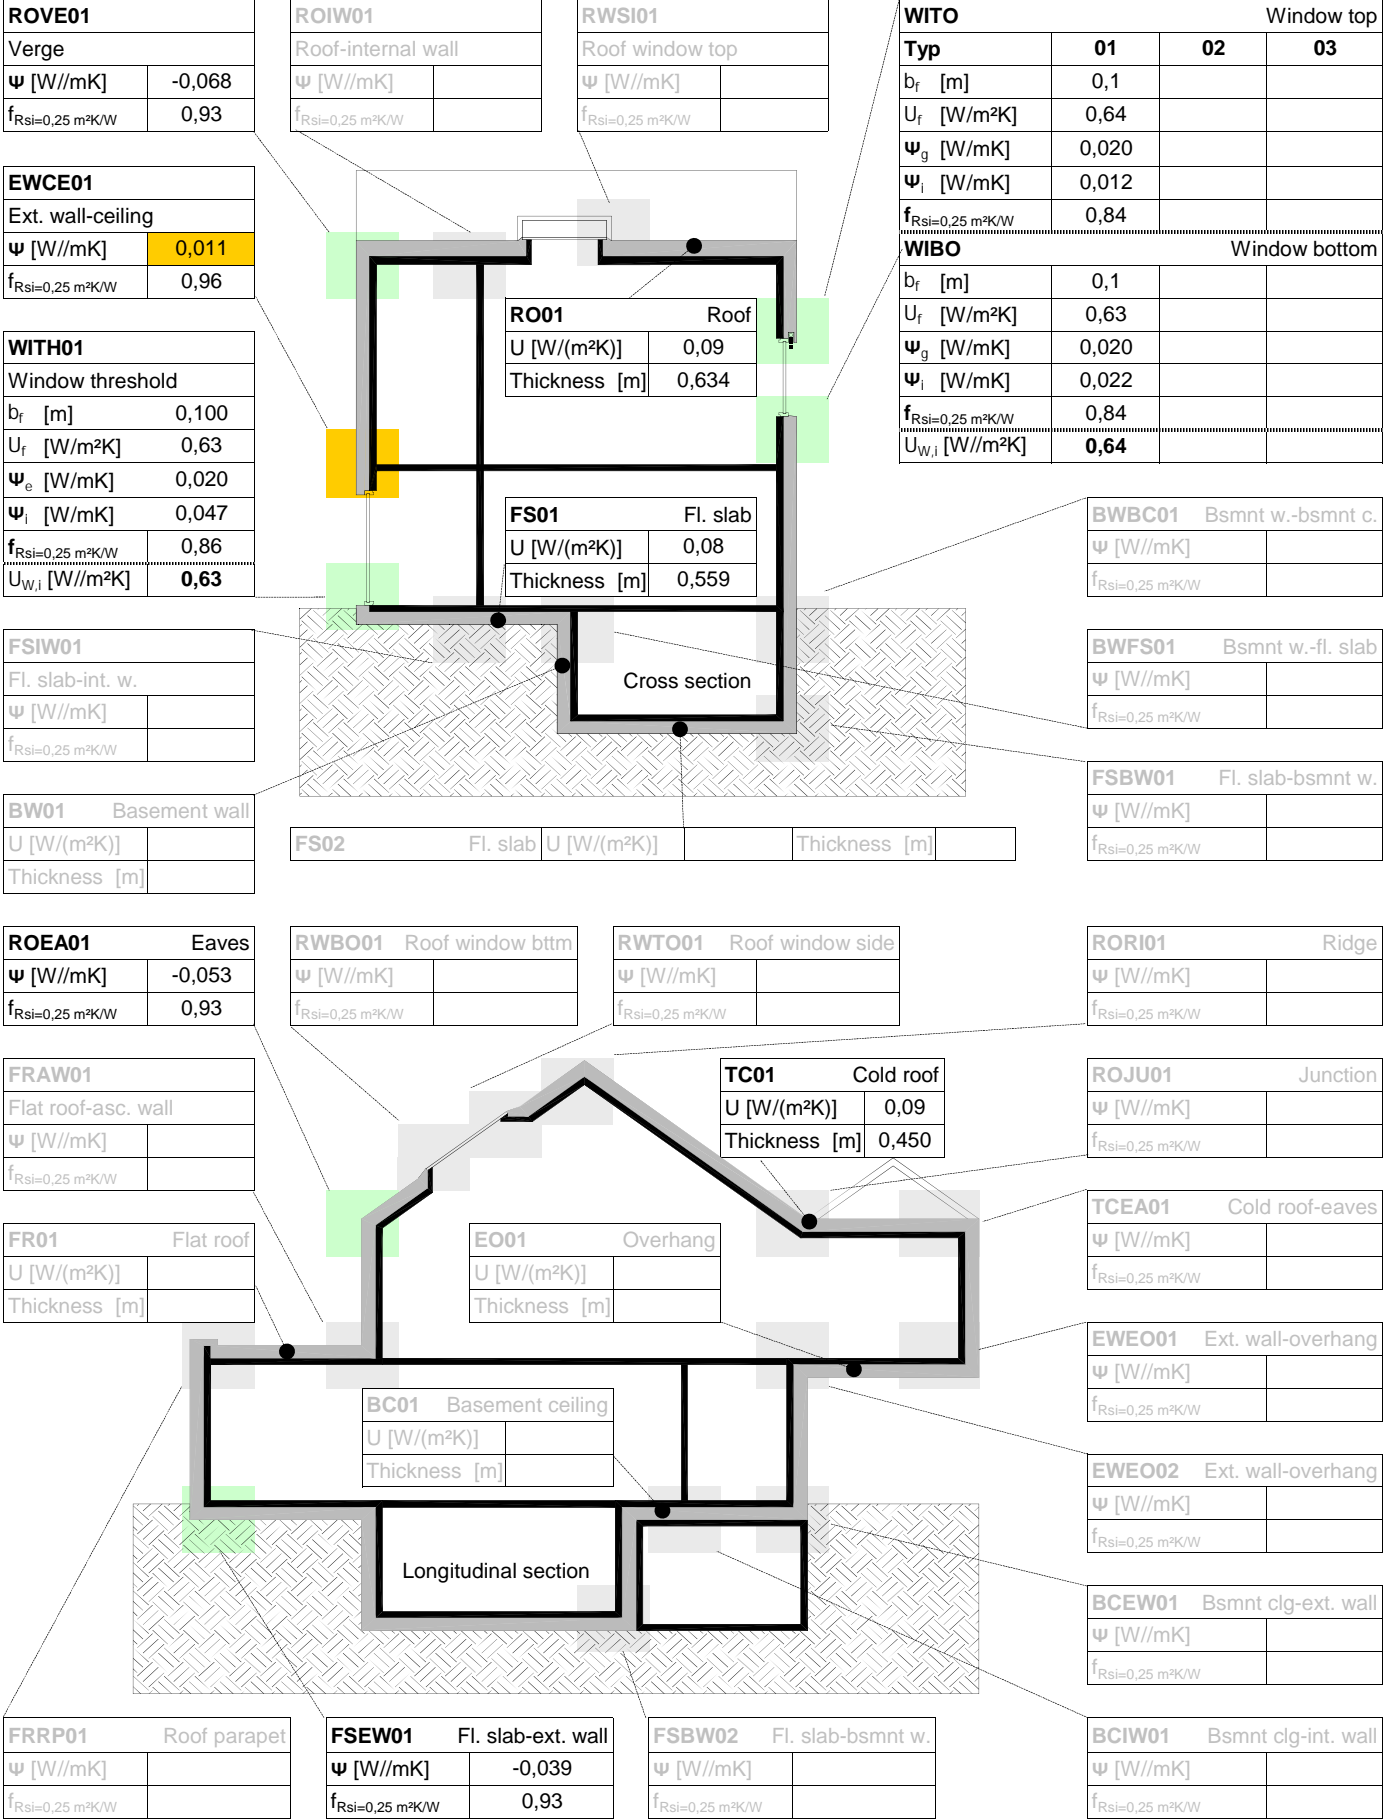 ROVE01
Verge
Ψ [W//mK] -0,068
fRsi=0,25 m²K/W 0,93
ROIW01
Roof-internal wall
Ψ [W//mK]
fRsi=0,25 m²K/W
RWSI01
Roof window top
Ψ [W//mK]
fRsi=0,25 m²K/W
WITO Window top
Typ 01 02 03
bf [m] 0,1
Uf [W/m²K] 0,64
Ψg [W/mK] 0,020
Ψi [W/mK] 0,012
fRsi=0,25 m²K/W 0,84
WIBO Window bottom
bf [m] 0,1
Uf [W/m²K] 0,63
Ψg [W/mK] 0,020
Ψi [W/mK] 0,022
fRsi=0,25 m²K/W 0,84
UW,i [W//m²K] 0,64
EWCE01
Ext. wall-ceiling
Ψ [W//mK] 0,011
fRsi=0,25 m²K/W 0,96
RO01 Roof
U [W/(m²K)] 0,09
Thickness [m] 0,634
WITH01
Window threshold
bf [m] 0,100
Uf [W/m²K] 0,63
Ψe [W/mK] 0,020
Ψi [W/mK] 0,047
fRsi=0,25 m²K/W 0,86
UW,i [W//m²K] 0,63
FS01 Fl. slab
U [W/(m²K)] 0,08
Thickness [m] 0,559
BWBC01 Bsmnt w.-bsmnt c.
Ψ [W//mK]
fRsi=0,25 m²K/W
FSIW01
Fl. slab-int. w.
Ψ [W//mK]
fRsi=0,25 m²K/W
Cross section
BWFS01 Bsmnt w.-fl. slab
Ψ [W//mK]
fRsi=0,25 m²K/W
FSBW01 Fl. slab-bsmnt w.
Ψ [W//mK]
fRsi=0,25 m²K/W
BW01 Basement wall
U [W/(m²K)]
Thickness [m]
FS02 Fl. slab U [W/(m²K)] Thickness [m]
ROEA01 Eaves
Ψ [W//mK] -0,053
fRsi=0,25 m²K/W 0,93
RWBO01 Roof window bttm
Ψ [W//mK]
fRsi=0,25 m²K/W
RWTO01 Roof window side
Ψ [W//mK]
fRsi=0,25 m²K/W
RORI01 Ridge
Ψ [W//mK]
fRsi=0,25 m²K/W
FRAW01
Flat roof-asc. wall
Ψ [W//mK]
fRsi=0,25 m²K/W
TC01 Cold roof
U [W/(m²K)] 0,09
Thickness [m] 0,450
ROJU01 Junction
Ψ [W//mK]
fRsi=0,25 m²K/W
TCEA01 Cold roof-eaves
Ψ [W//mK]
fRsi=0,25 m²K/W
FR01 Flat roof
U [W/(m²K)]
Thickness [m]
EO01 Overhang
U [W/(m²K)]
Thickness [m]
EWEO01 Ext. wall-overhang
Ψ [W//mK]
fRsi=0,25 m²K/W
BC01 Basement ceiling
U [W/(m²K)]
Thickness [m]
EWEO02 Ext. wall-overhang
Ψ [W//mK]
fRsi=0,25 m²K/W
Longitudinal section
BCEW01 Bsmnt clg-ext. wall
Ψ [W//mK]
fRsi=0,25 m²K/W
FRRP01 Roof parapet
Ψ [W//mK]
fRsi=0,25 m²K/W
FSEW01 Fl. slab-ext. wall
Ψ [W//mK] -0,039
fRsi=0,25 m²K/W 0,93
FSBW02 Fl. slab-bsmnt w.
Ψ [W//mK]
fRsi=0,25 m²K/W
BCIW01 Bsmnt clg-int. wall
Ψ [W//mK]
fRsi=0,25 m²K/W